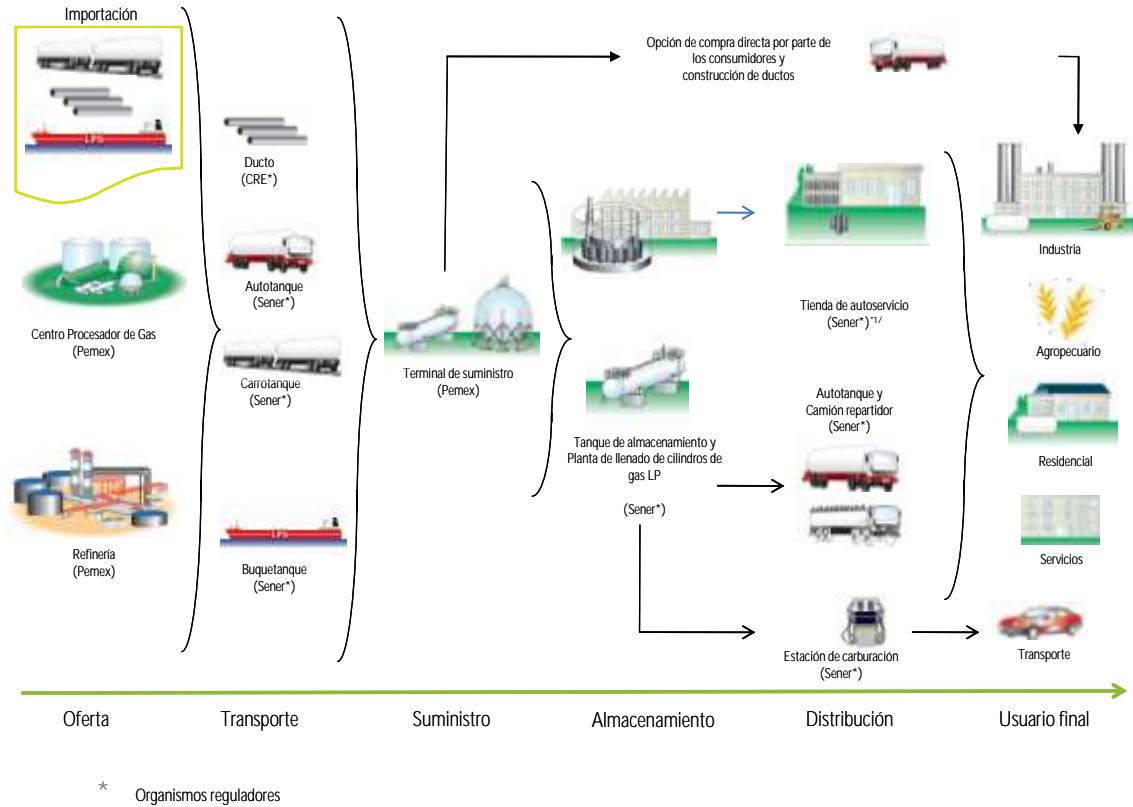 Importación
LPG
Centro Procesador de Gas
(Pemex)
Refinería
(Pemex)
Ducto
(CRE*)
Autotanque
(Sener*)
Carrotanque
(Sener*)
LPG
Buquetanque
(Sener*)
Terminal de suministro
(Pemex)
Opción de compra directa por parte de
los consumidores y
construcción de ductos
Tanque de almacenamiento y
Planta de llenado de cilindros de
gas LP
(Sener*)
Tienda de autoservicio
(Sener*)*1/
Autotanque y
Camión repartidor
(Sener*)
Estación de carburación
(Sener*)
Industria
Agropecuario
Residencial
Servicios
Transporte
Oferta
Transporte
Suministro
Almacenamiento
Distribución
Usuario final
* Organismos reguladores